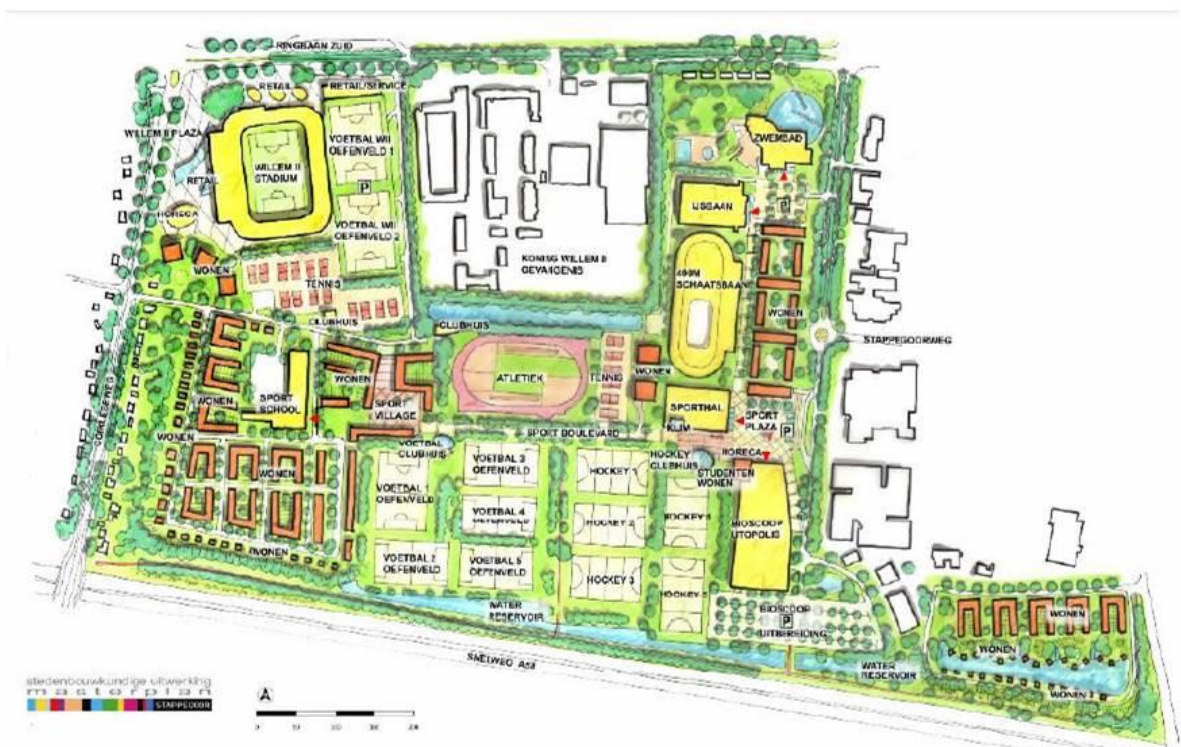 RINGBAAN ZUID
RETAIL
RETAIL/SERVICE
WILLEM II PLAZA
VOETBAL WII
OEFENVELD 1
ZWEMBAD
WILLEM II
STADIUM
RETAIL
P
P
IJSBAAN
HORECA
VOETBAL WII
OEFENVELD 2
KONING WILLEM II
GEVANGENIS
WONEN
TENNIS
400M
SCHAATSBAAN
WONEN
CLUBHUIS
CLUBHUIS
STAPPEGOORWEG
WONEN
ATLETIEK
TENNIS
WONEN
WONEN
SPORT
SCHOOL
SPORT
VILLAGE
SPORTHAL
KLIM
SPORT
PLAZA
P
WONEN
SPORT BOULEVARD
VOETBAL
CLUBHUIS
HOCKEY
CLUBHUIS
HORECA
STUDENTEN
WONEN
WONEN
VOETBAL 1
OEFENVELD
VOETBAL 3
OEFENVELD
HOCKEY 1
VOETBAL 4
OEFENVELD
HOCKEY 2
BIOSCOOP
UTOPOLIS
WONEN
VOETBAL 2
OEFENVELD
VOETBAL 5
OEFENVELD
HOCKEY 3
WATER
RESERVOIR
BIOSCOOP
P
UITBEREIDING
WONEN
WONEN
SNELWEG A58
WATER
RESERVOIR
WONEN
stedenbouwkundige uitwerking
masterplan
STAPPEGOOR
A
0